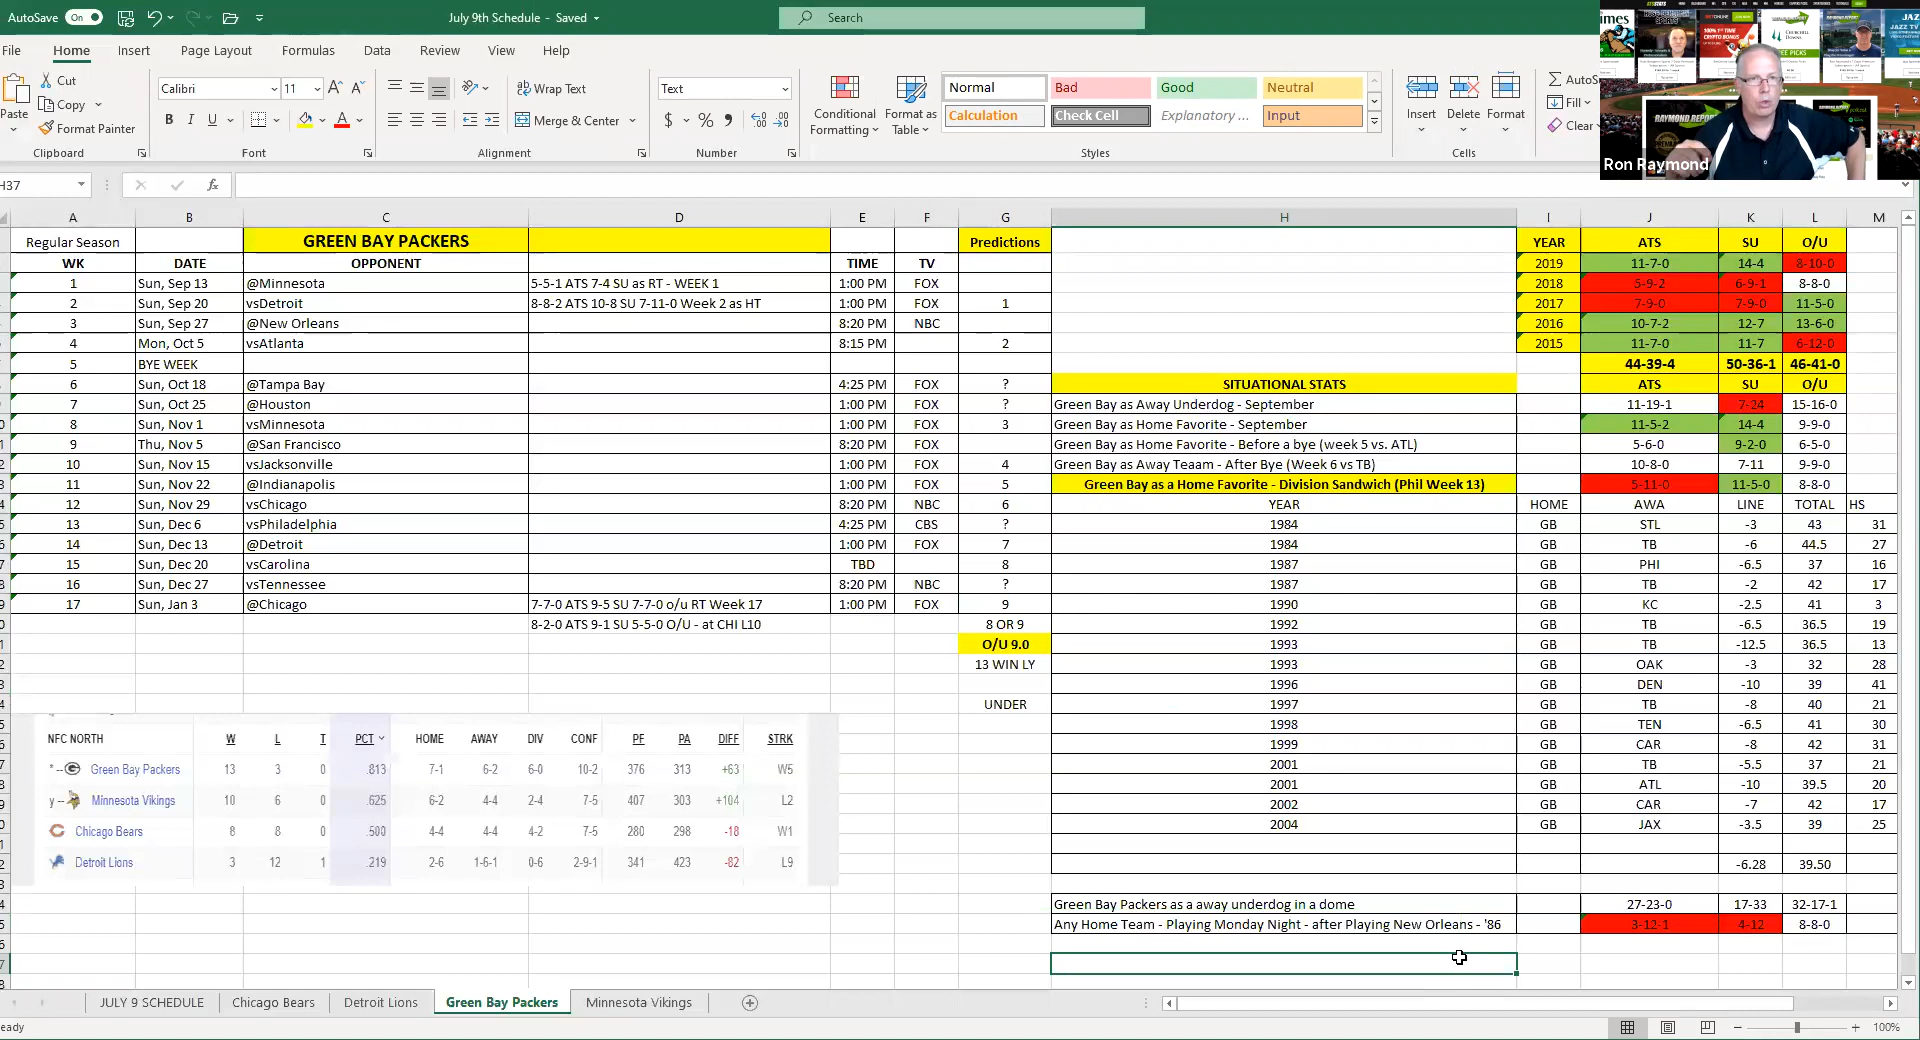 AutoSave On July 9th Schedule - Saved Search
File Home Insert Page Layout Formulas Data Review View Help
Paste Cut Copy Format Painter Clipboard
Calibri 11 A A B I U A Font
Wrap Text Merge & Center Alignment
Text $ % Number
Conditional Formatting Format as Table
Normal Bad Good Neutral
Calculation Check Cell Explanatory ... Input
Styles
Insert Delete Format Cells
AutoS Fill Clear
Ron Raymond
RAYMOND REPORT
H37 fx
A B C D E F G H I J K L M
Regular Season GREEN BAY PACKERS Predictions YEAR ATS SU O/U
WK DATE OPPONENT TIME TV 2019 11-7-0 14-4 8-10-0
1 Sun, Sep 13 @Minnesota 5-5-1 ATS 7-4 SU as RT - WEEK 1 1:00 PM FOX 2018 5-9-2 6-9-1 8-8-0
2 Sun, Sep 20 vsDetroit 8-8-2 ATS 10-8 SU 7-11-0 Week 2 as HT 1:00 PM FOX 1 2017 7-9-0 7-9-0 11-5-0
3 Sun, Sep 27 @New Orleans 8:20 PM NBC 2016 10-7-2 12-7 13-6-0
4 Mon, Oct 5 vsAtlanta 8:15 PM 2 2015 11-7-0 11-7 6-12-0
5 BYE WEEK 44-39-4 50-36-1 46-41-0
6 Sun, Oct 18 @Tampa Bay 4:25 PM FOX ? SITUATIONAL STATS ATS SU O/U
7 Sun, Oct 25 @Houston 1:00 PM FOX ? Green Bay as Away Underdog - September 11-19-1 7-24 15-16-0
8 Sun, Nov 1 vsMinnesota 1:00 PM FOX 3 Green Bay as Home Favorite - September 11-5-2 14-4 9-9-0
9 Thu, Nov 5 @San Francisco 8:20 PM FOX Green Bay as Home Favorite - Before a bye (week 5 vs. ATL) 5-6-0 9-2-0 6-5-0
10 Sun, Nov 15 vsJacksonville 1:00 PM FOX 4 Green Bay as Away Teaam - After Bye (Week 6 vs TB) 10-8-0 7-11 9-9-0
11 Sun, Nov 22 @Indianapolis 1:00 PM FOX 5 Green Bay as a Home Favorite - Division Sandwich (Phil Week 13) 5-11-0 11-5-0 8-8-0
12 Sun, Nov 29 vsChicago 8:20 PM NBC 6 YEAR HOME AWA LINE TOTAL HS
13 Sun, Dec 6 vsPhiladelphia 4:25 PM CBS ? 1984 GB STL -3 43 31
14 Sun, Dec 13 @Detroit 1:00 PM FOX 7 1984 GB TB -6 44.5 27
15 Sun, Dec 20 vsCarolina TBD 8 1987 GB PHI -6.5 37 16
16 Sun, Dec 27 vsTennessee 8:20 PM NBC ? 1987 GB TB -2 42 17
17 Sun, Jan 3 @Chicago 7-7-0 ATS 9-5 SU 7-7-0 o/u RT Week 17 1:00 PM FOX 9 1990 GB KC -2.5 41 3
8-2-0 ATS 9-1 SU 5-5-0 O/U - at CHI L10 8 OR 9 1992 GB TB -6.5 36.5 19
O/U 9.0 1993 GB TB -12.5 36.5 13
13 WIN LY 1993 GB OAK -3 32 28
1996 GB DEN -10 39 41
UNDER 1997 GB TB -8 40 21
1998 GB TEN -6.5 41 30
1999 GB CAR -8 42 31
2001 GB TB -5.5 37 21
2001 GB ATL -10 39.5 20
2002 GB CAR -7 42 17
2004 GB JAX -3.5 39 25
-6.28 39.50
NFC NORTH W L T PCT HOME AWAY DIV CONF PF PA DIFF STRK
* -- Green Bay Packers 13 3 0 .813 7-1 6-2 6-0 10-2 376 313 +63 W5
y -- Minnesota Vikings 10 6 0 .625 6-2 4-4 2-4 7-5 407 303 +104 L2
Chicago Bears 8 8 0 .500 4-4 4-4 4-2 7-5 280 298 -18 W1
Detroit Lions 3 12 1 .219 2-6 1-6-1 0-6 2-9-1 341 423 -82 L9
Green Bay Packers as a away underdog in a dome 27-23-0 17-33 32-17-1
Any Home Team - Playing Monday Night - after Playing New Orleans - '86 3-12-1 4-12 8-8-0
JULY 9 SCHEDULE Chicago Bears Detroit Lions Green Bay Packers Minnesota Vikings
eady 100%